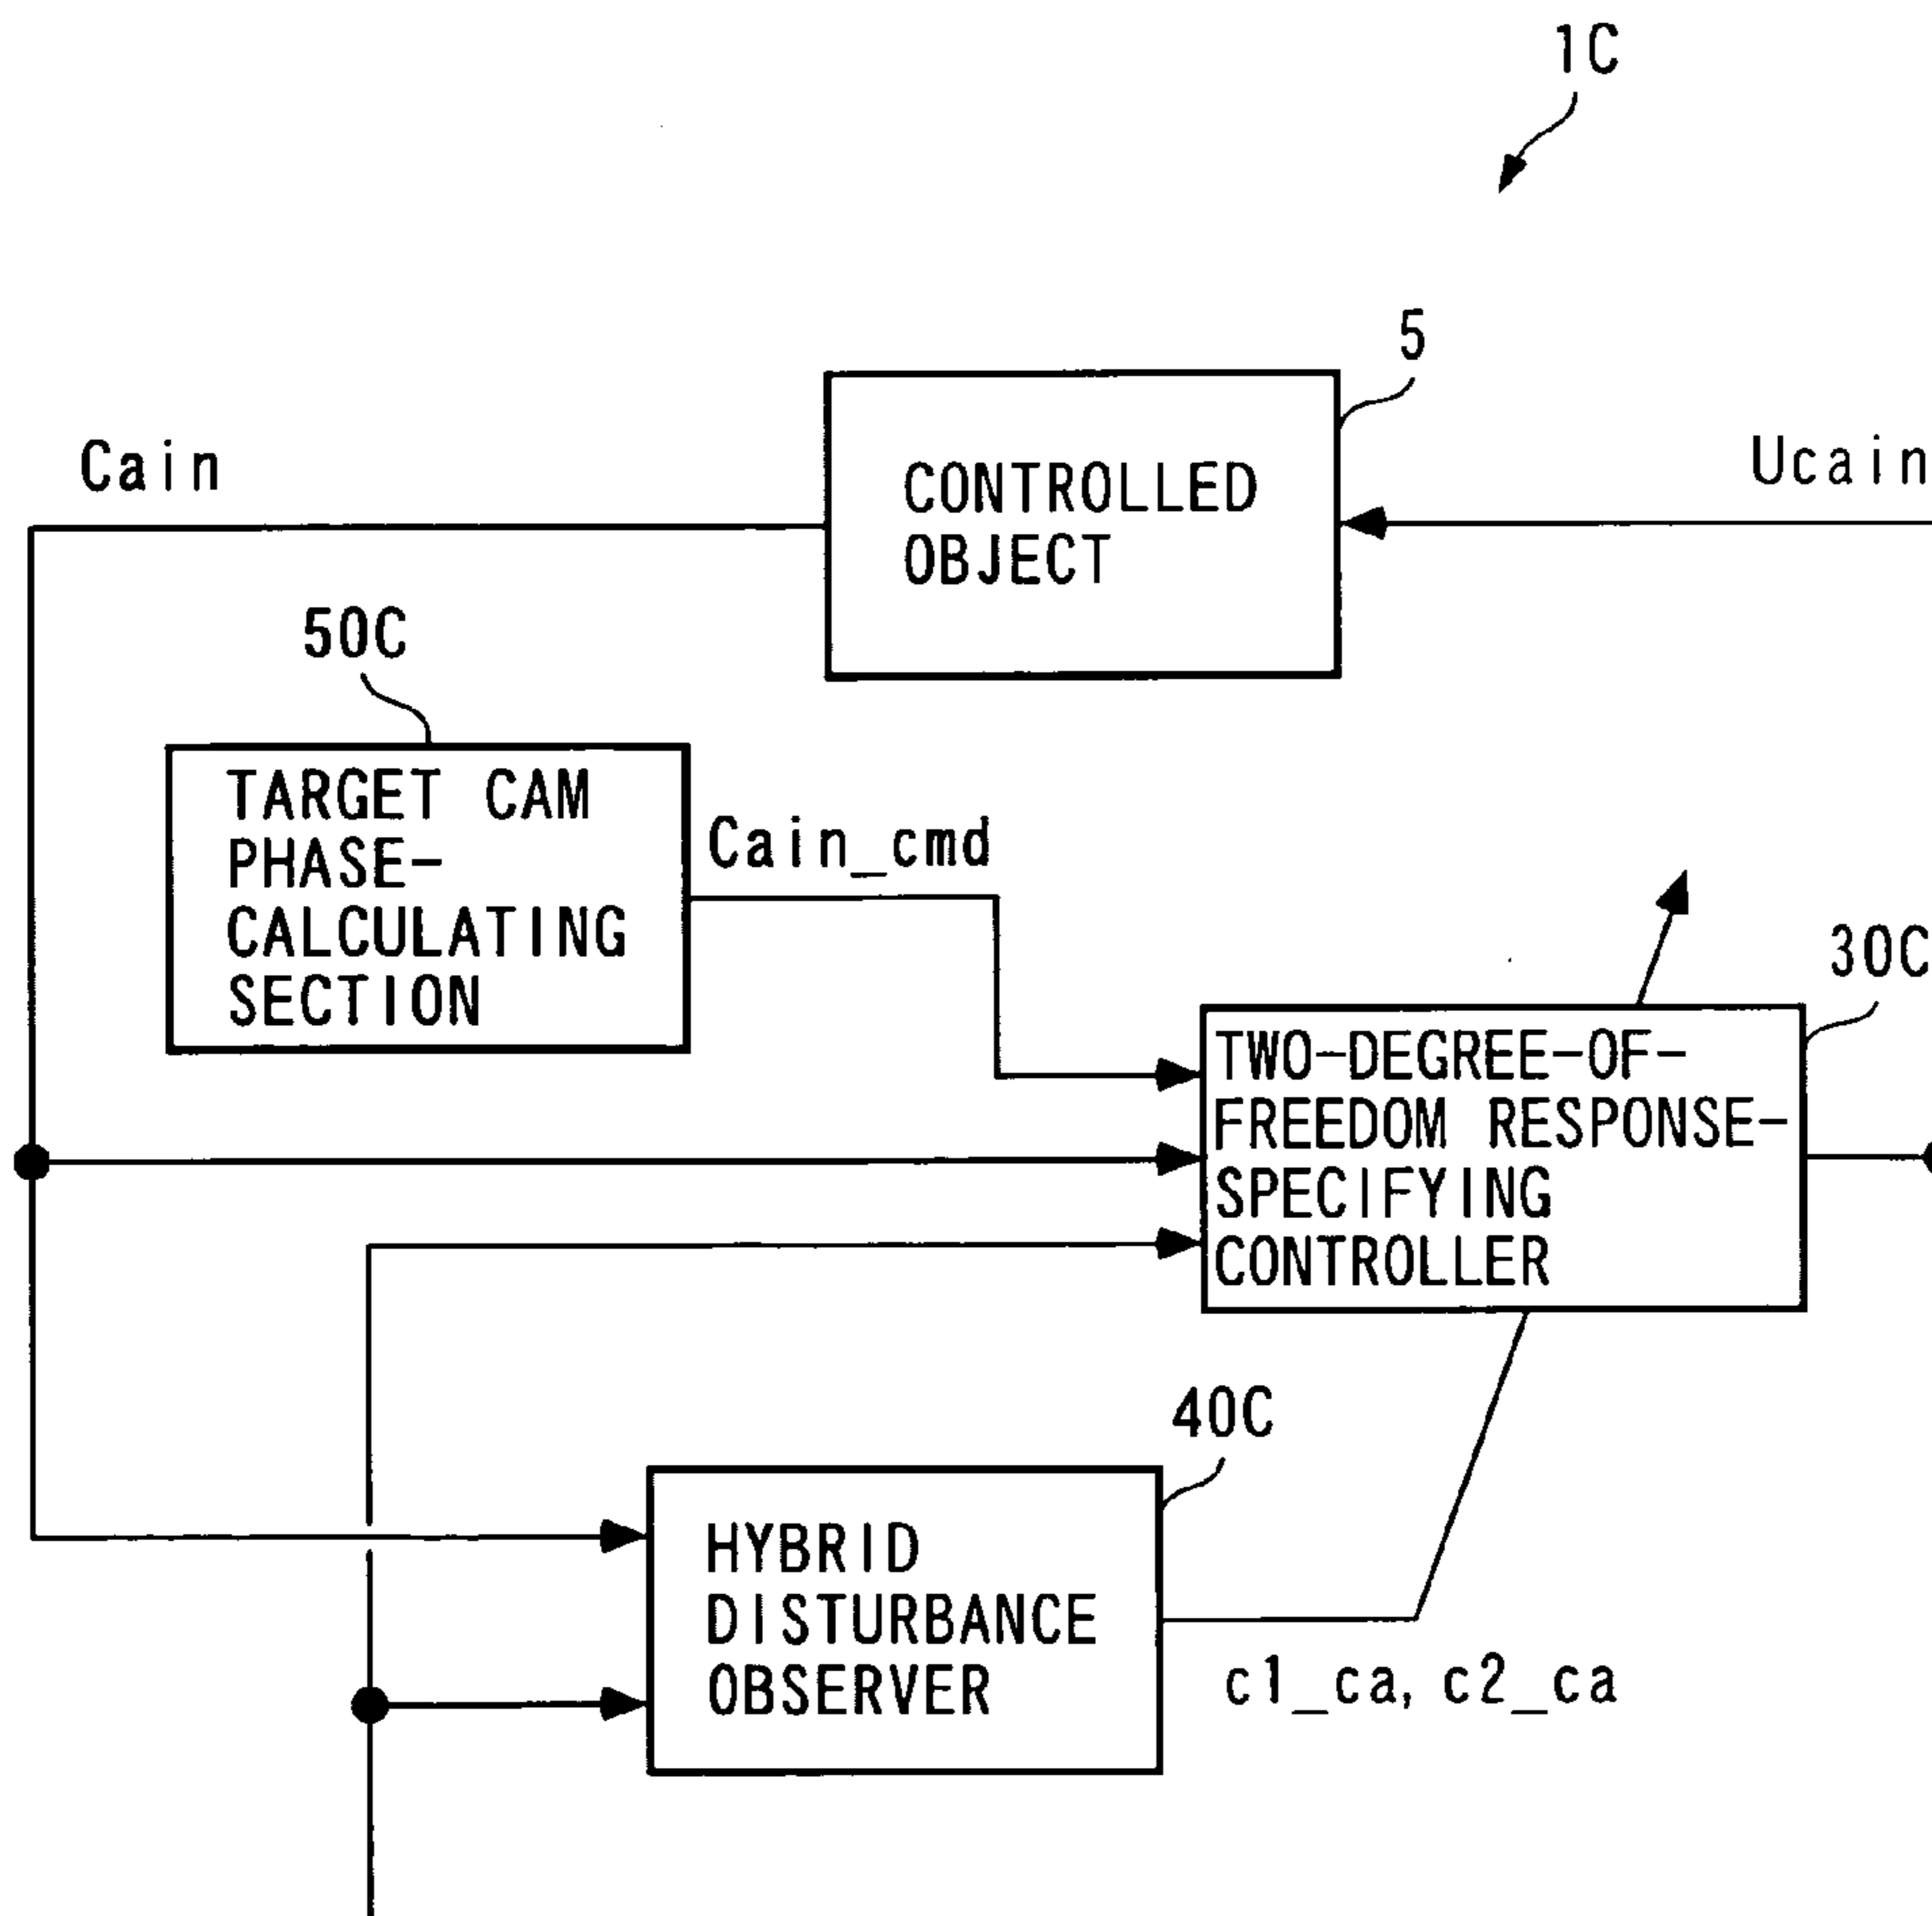 1C
5
Cain
CONTROLLED
OBJECT
Ucain
50C
TARGET CAM
PHASE-
CALCULATING
SECTION
Cain_cmd
30C
TWO-DEGREE-OF-
FREEDOM RESPONSE-
SPECIFYING
CONTROLLER
40C
HYBRID
DISTURBANCE
OBSERVER
c1_ca, c2_ca